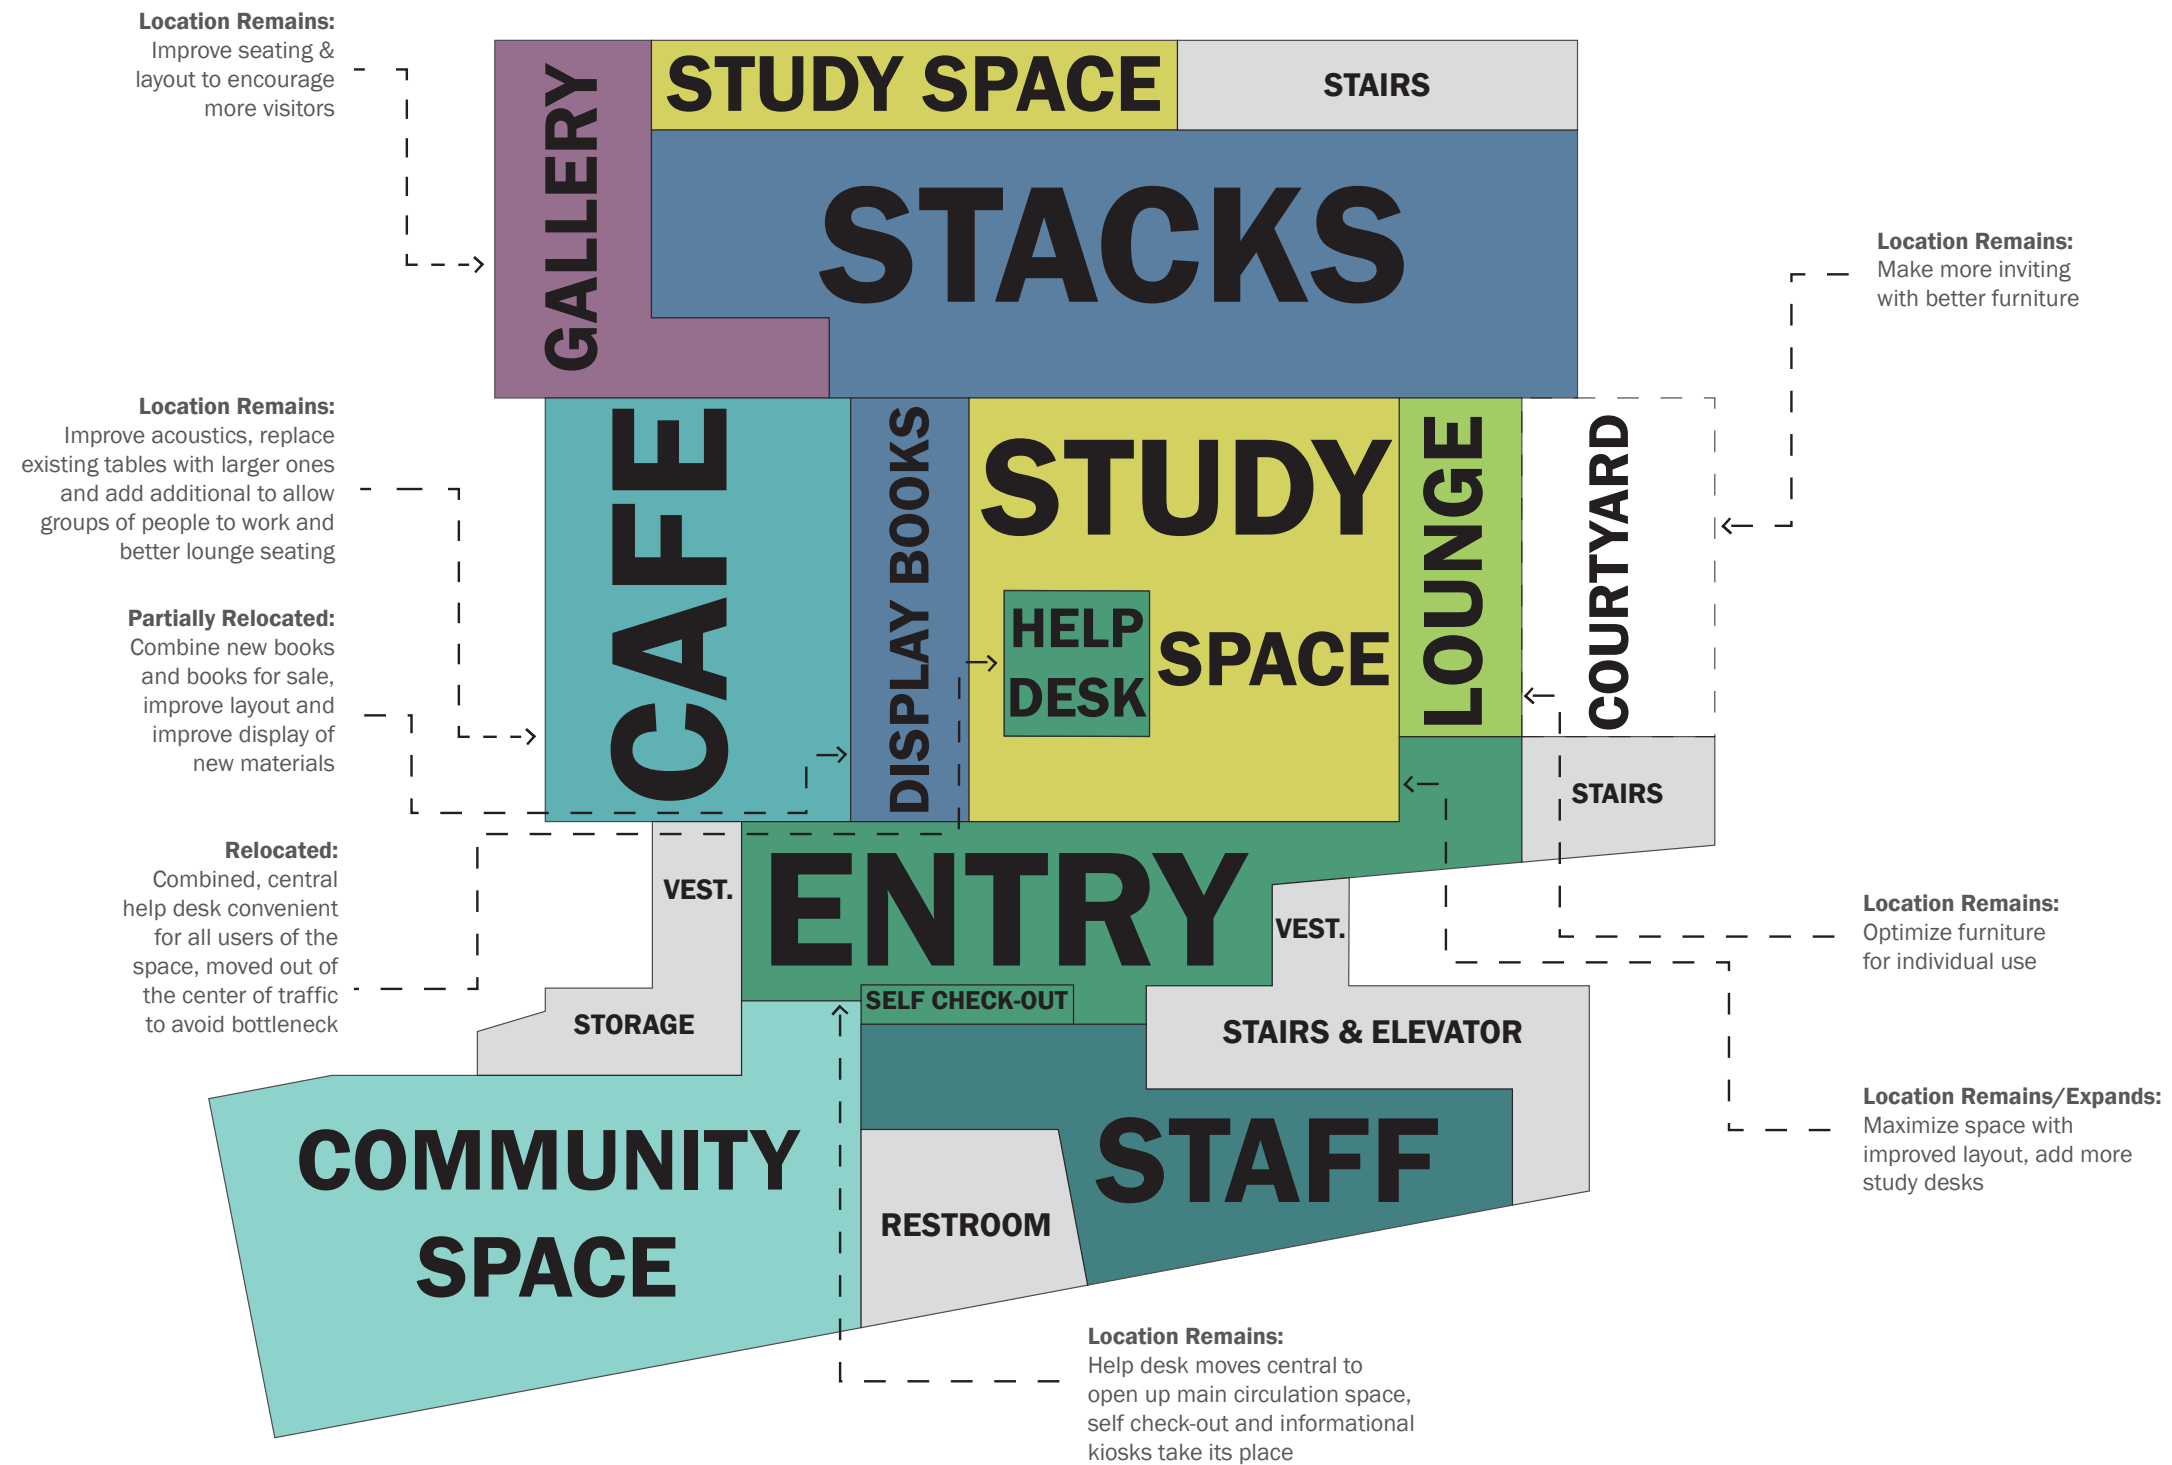 Location Remains:
Improve seating &
layout to encourage
more visitors
GALLERY
STUDY SPACE
STAIRS
STACKS
Location Remains:
Make more inviting
with better furniture
Location Remains:
Improve acoustics, replace
existing tables with larger ones
and add additional to allow
groups of people to work and
better lounge seating
CAFE
DISPLAY BOOKS
STUDY
SPACE
HELP
DESK
LOUNGE
COURTYARD
STAIRS
Partially Relocated:
Combine new books
and books for sale,
improve layout and
improve display of
new materials
Relocated:
Combined, central
help desk convenient
for all users of the
space, moved out of
the center of traffic
to avoid bottleneck
VEST.
ENTRY
VEST.
SELF CHECK-OUT
STORAGE
STAIRS & ELEVATOR
Location Remains:
Optimize furniture
for individual use
Location Remains/Expands:
Maximize space with
improved layout, add more
study desks
COMMUNITY
SPACE
STAFF
RESTROOM
Location Remains:
Help desk moves central to
open up main circulation space,
self check-out and informational
kiosks take its place